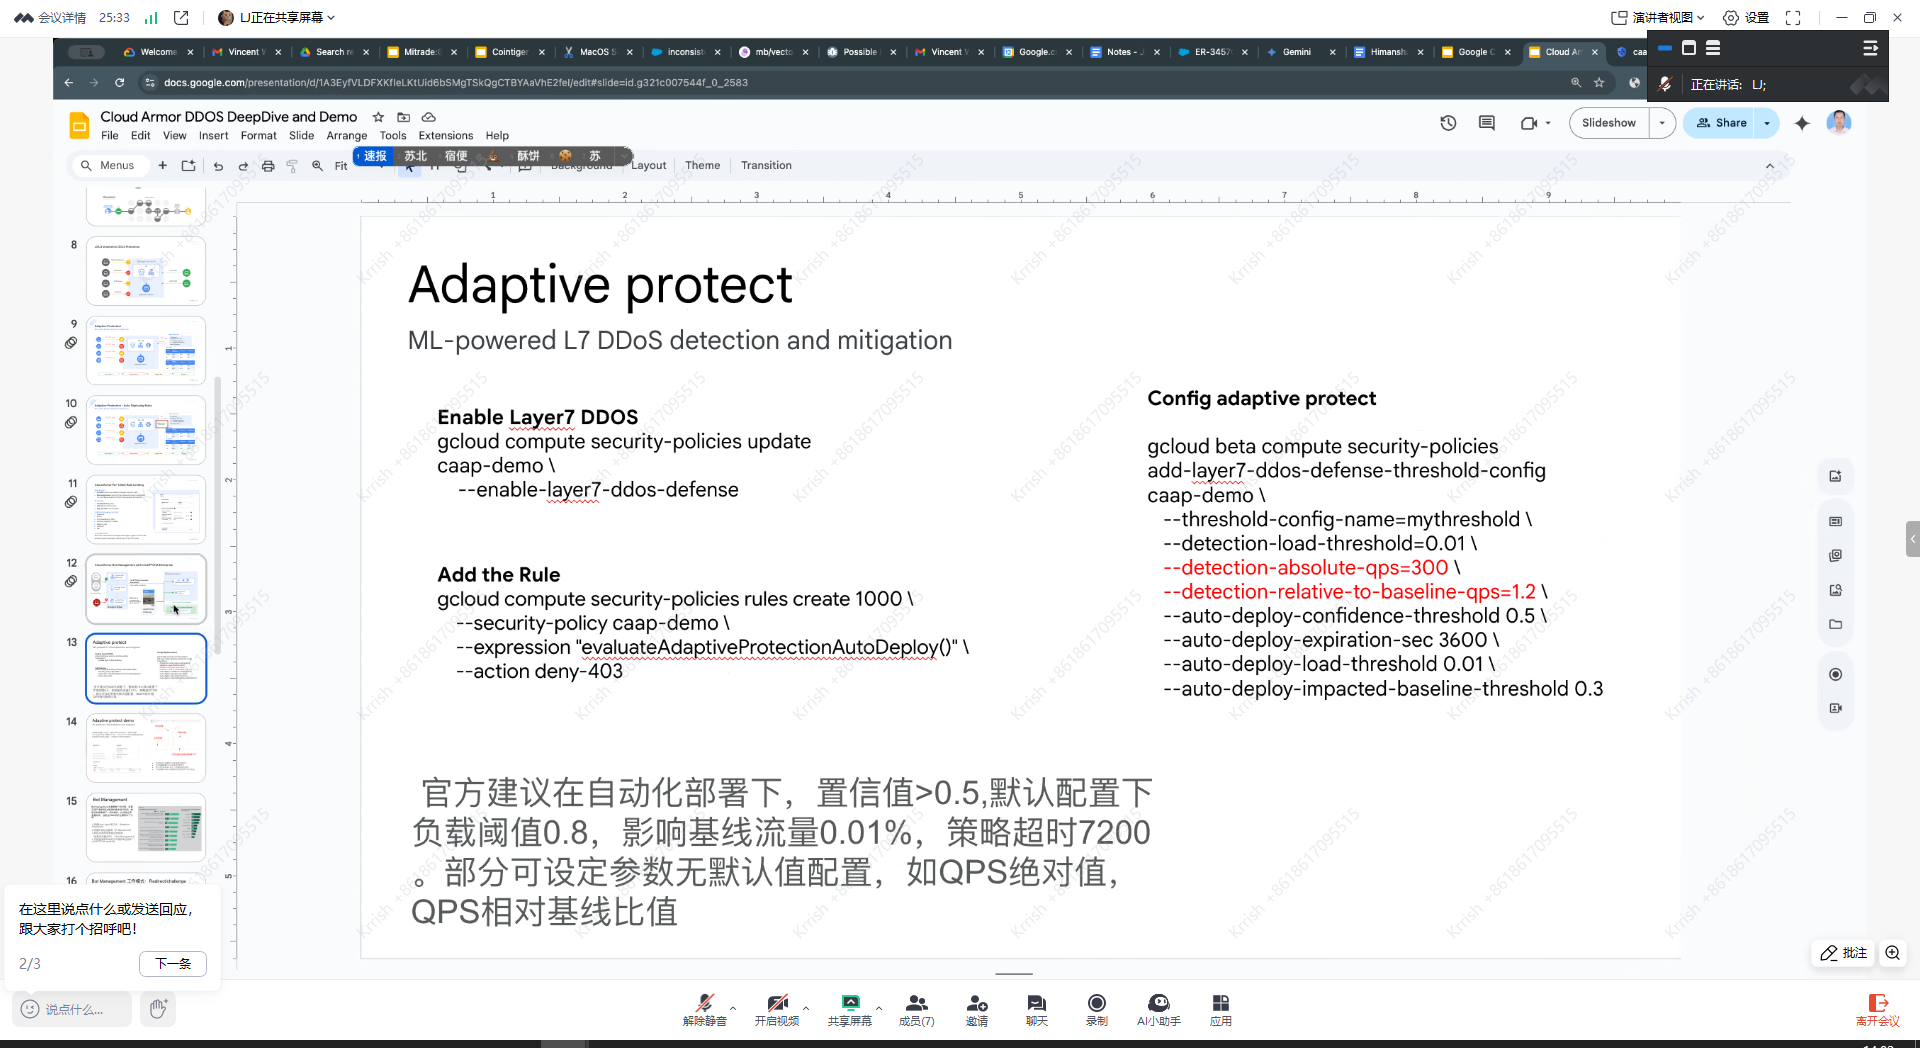 会议详情 25:33 LJ正在共享屏幕 演讲者视图 设置
Welcome Vincent Search re Mitrade: Cointiger MacOS S inconsist mb/vecto Possible Vincent Google.c Notes - J ER-3457 Gemini Himansh Google C Cloud Ar caa
docs.google.com/presentation/d/1A3EyfVLDFXKfIeLKtUid6bSMgTSkQgCTBYAaVhE2feI/edit#slide=id.g321c007544f_0_2583
正在讲话: LJ;
Cloud Armor DDOS DeepDive and Demo
File Edit View Insert Format Slide Arrange Tools Extensions Help
Slideshow Share
速报 苏北 宿便 酥饼 苏
Menus Fit Background Layout Theme Transition
1 2 3 4 5 6 7 8 9
8
9
10
11
12
13
14
15
16
Adaptive protect
ML-powered L7 DDoS detection and mitigation
Enable Layer7 DDOS
gcloud compute security-policies update
caap-demo \
--enable-layer7-ddos-defense
Add the Rule
gcloud compute security-policies rules create 1000 \
--security-policy caap-demo \
--expression "evaluateAdaptiveProtectionAutoDeploy()" \
--action deny-403
Config adaptive protect
gcloud beta compute security-policies
add-layer7-ddos-defense-threshold-config
caap-demo \
--threshold-config-name=mythreshold \
--detection-load-threshold=0.01 \
--detection-absolute-qps=300 \
--detection-relative-to-baseline-qps=1.2 \
--auto-deploy-confidence-threshold 0.5 \
--auto-deploy-expiration-sec 3600 \
--auto-deploy-load-threshold 0.01 \
--auto-deploy-impacted-baseline-threshold 0.3
官方建议在自动化部署下，置信值>0.5,默认配置下
负载阈值0.8，影响基线流量0.01%，策略超时7200
。部分可设定参数无默认值配置，如QPS绝对值，
QPS相对基线比值
Krrish +8618617095515
在这里说点什么或发送回应，
跟大家打个招呼吧！
2/3 下一条
说点什么...
批注
解除静音 开启视频 共享屏幕 成员(7) 邀请 聊天 录制 AI小助手 应用 离开会议